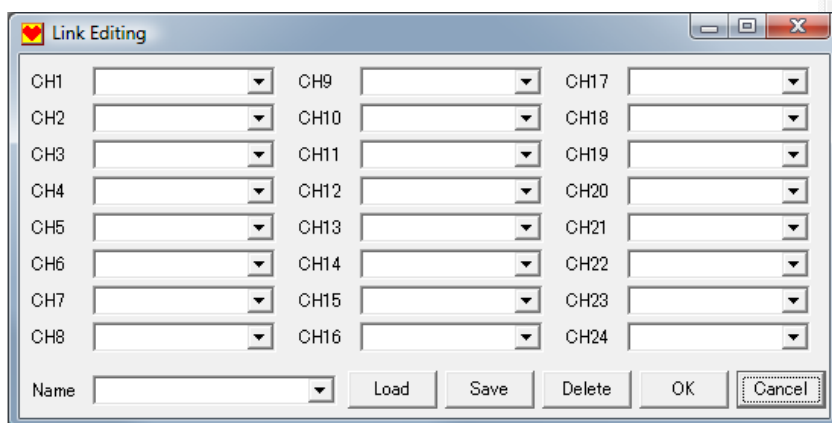 Link Editing
CH1 CH9 CH17
CH2 CH10 CH18
CH3 CH11 CH19
CH4 CH12 CH20
CH5 CH13 CH21
CH6 CH14 CH22
CH7 CH15 CH23
CH8 CH16 CH24
Name Load Save Delete OK Cancel